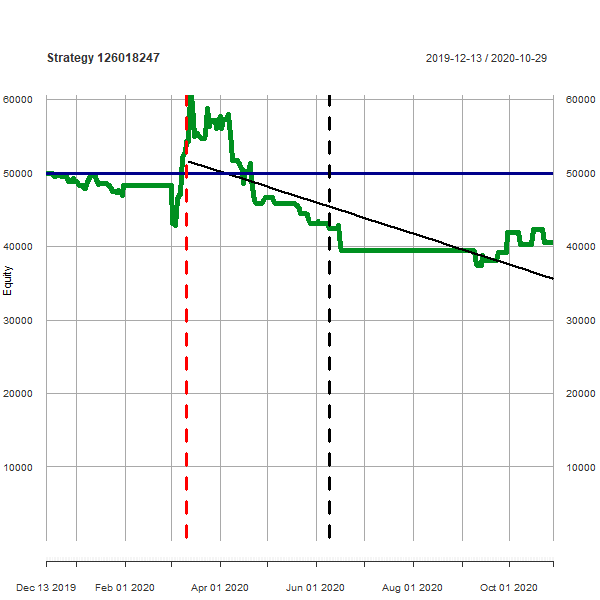 Strategy 126018247
2019-12-13 / 2020-10-29
60000
60000
50000
50000
40000
40000
Equity
30000
30000
20000
20000
10000
10000
Dec 13 2019
Feb 01 2020
Apr 01 2020
Jun 01 2020
Aug 01 2020
Oct 01 2020